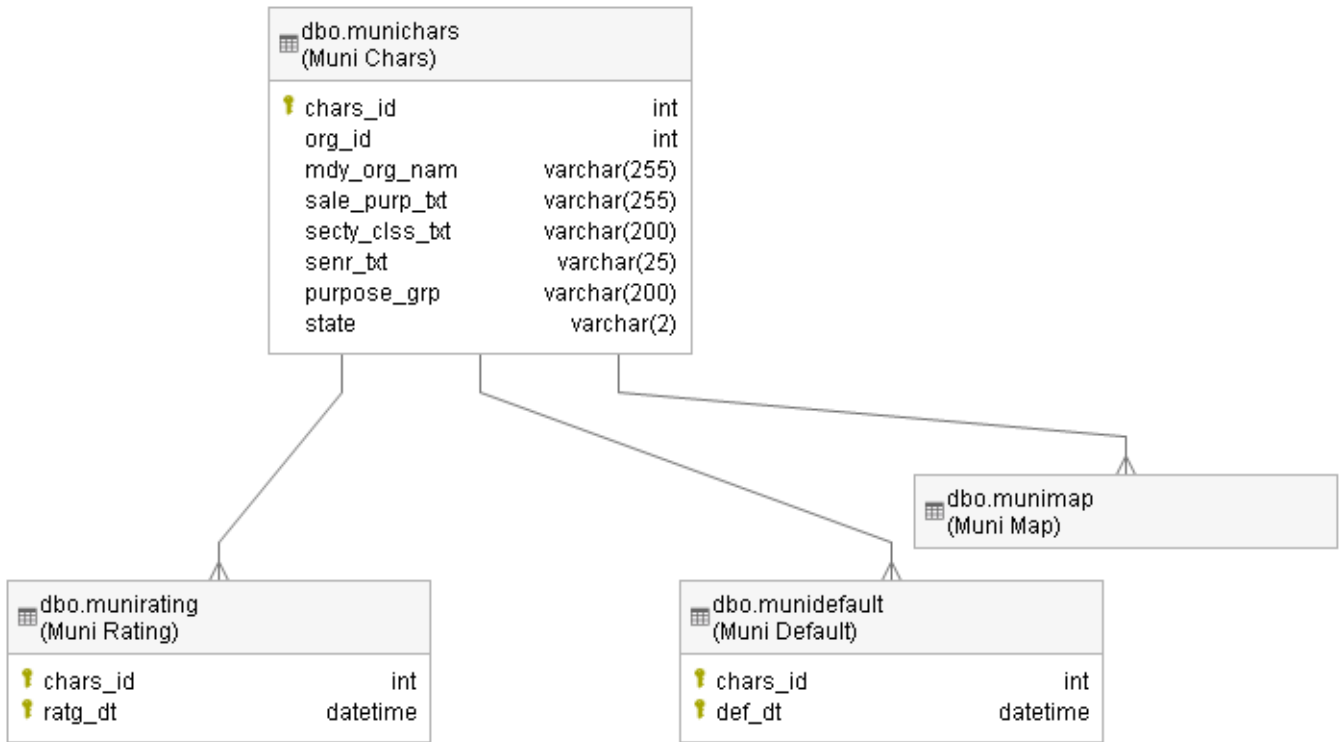 dbo.munichars
(Muni Chars)
chars_id int
org_id int
mdy_org_nam varchar(255)
sale_purp_txt varchar(255)
secty_clss_txt varchar(200)
senr_txt varchar(25)
purpose_grp varchar(200)
state varchar(2)
dbo.munimap
(Muni Map)
dbo.munirating
(Muni Rating)
chars_id int
ratg_dt datetime
dbo.munidefault
(Muni Default)
chars_id int
def_dt datetime